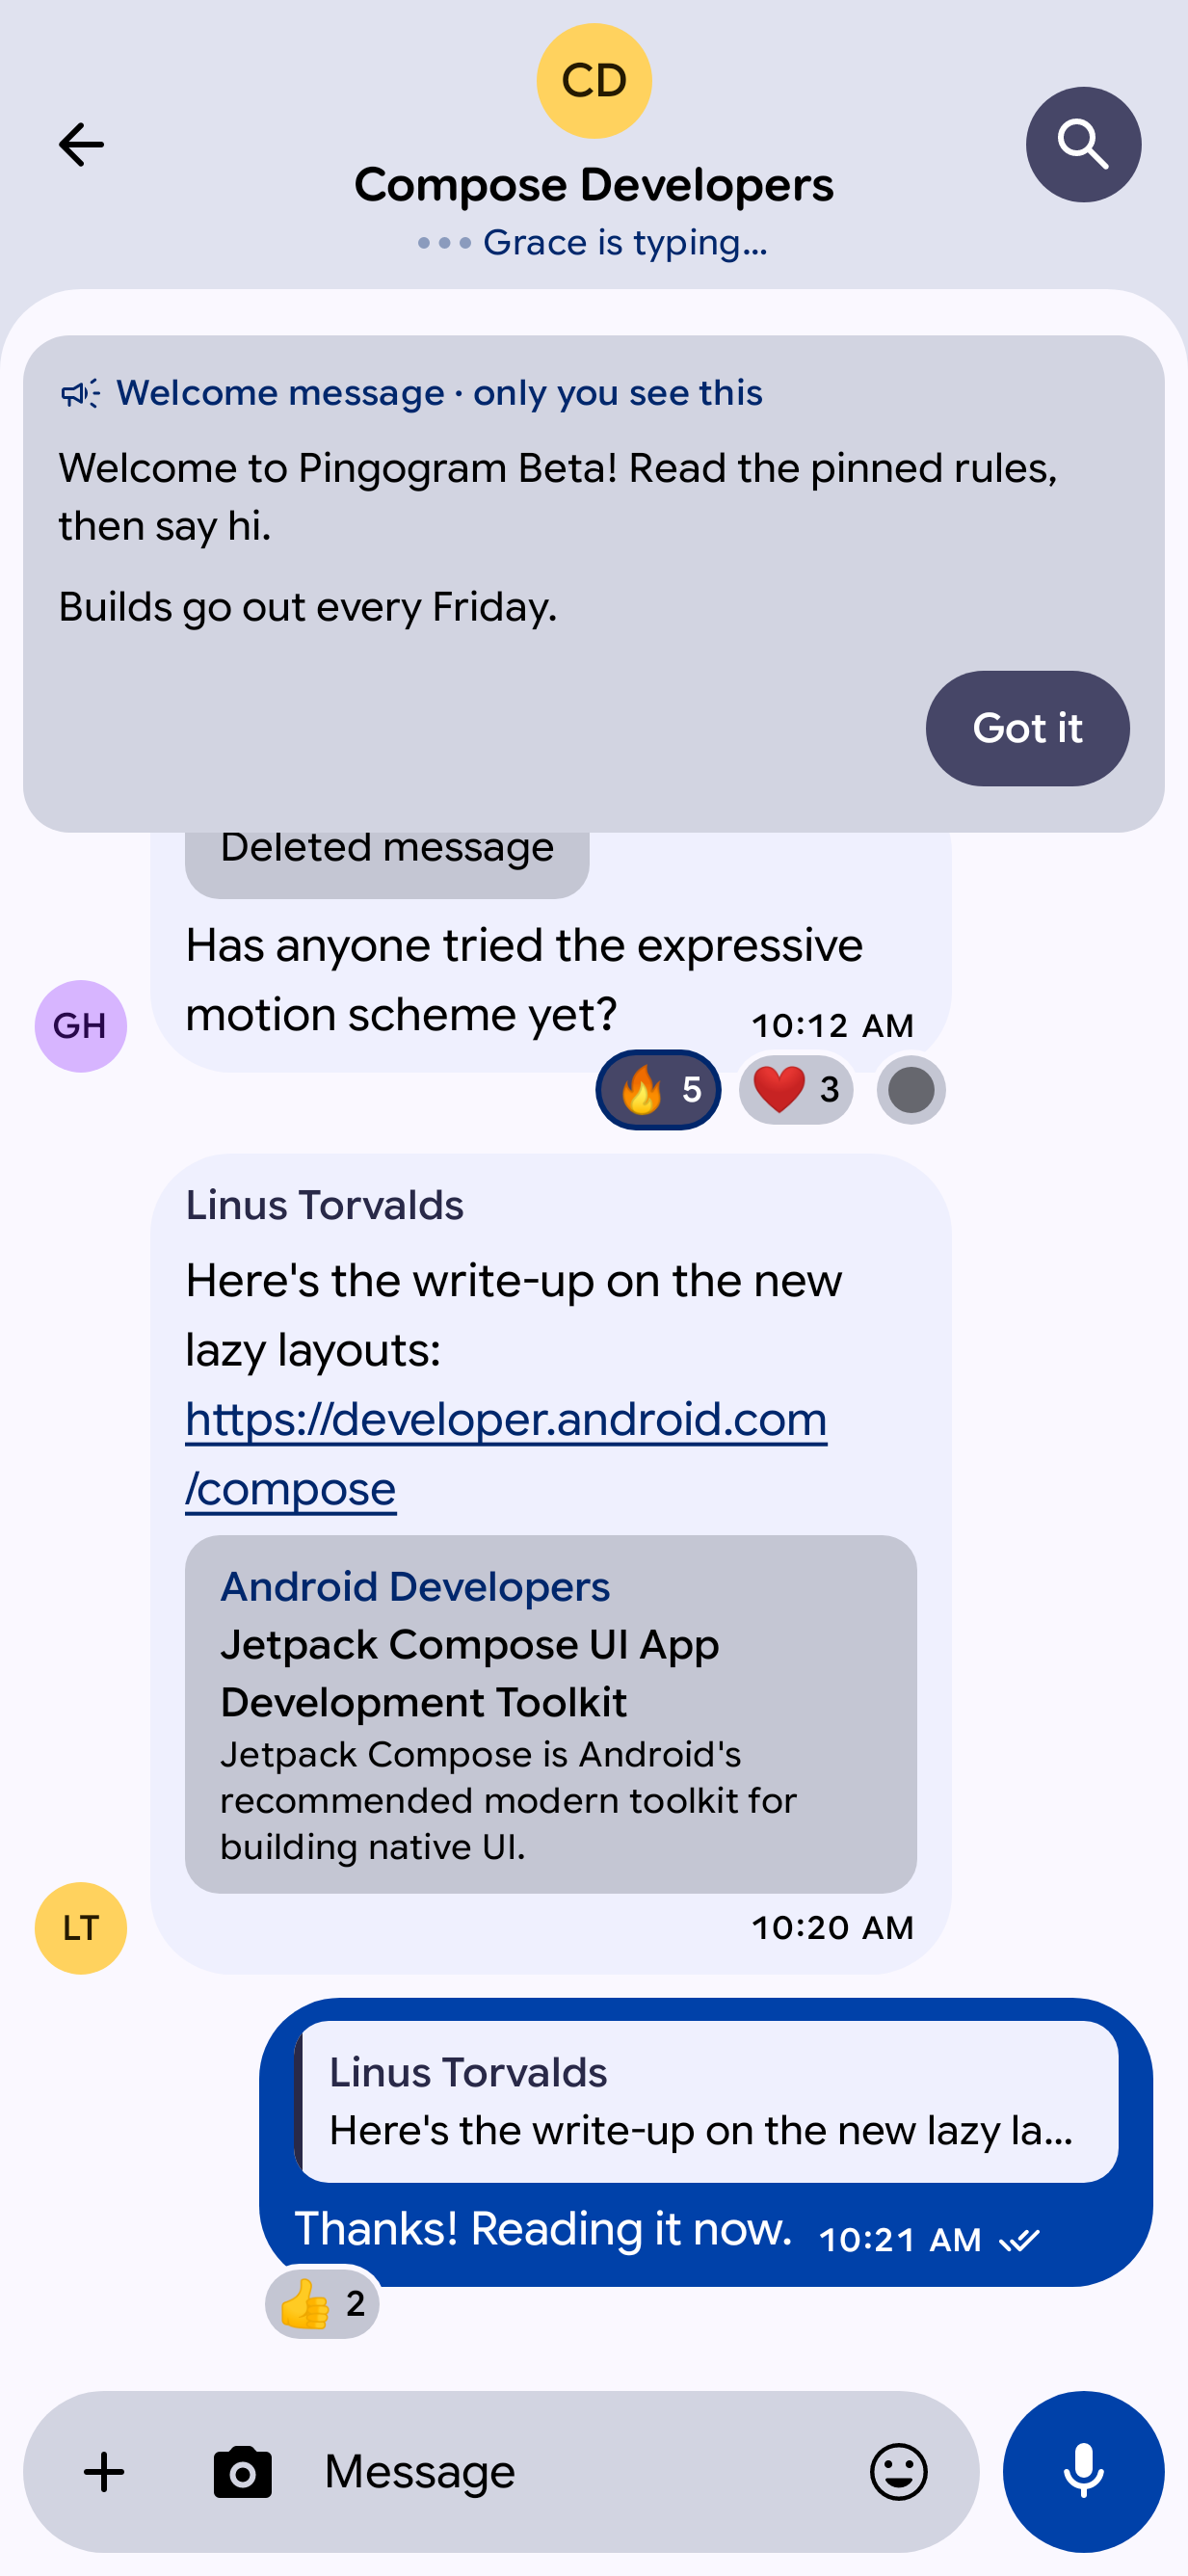 CD
Compose Developers
Grace is typing...
Welcome message · only you see this
Welcome to Pingogram Beta! Read the pinned rules,
then say hi.
Builds go out every Friday.
Got it
Deleted message
Has anyone tried the expressive
motion scheme yet?
10:12 AM
GH
🔥 5
❤️ 3
Linus Torvalds
Here's the write-up on the new
lazy layouts:
https://developer.android.com
/compose
Android Developers
Jetpack Compose UI App
Development Toolkit
Jetpack Compose is Android's
recommended modern toolkit for
building native UI.
LT
10:20 AM
Linus Torvalds
Here's the write-up on the new lazy la...
Thanks! Reading it now. 10:21 AM
👍 2
Message